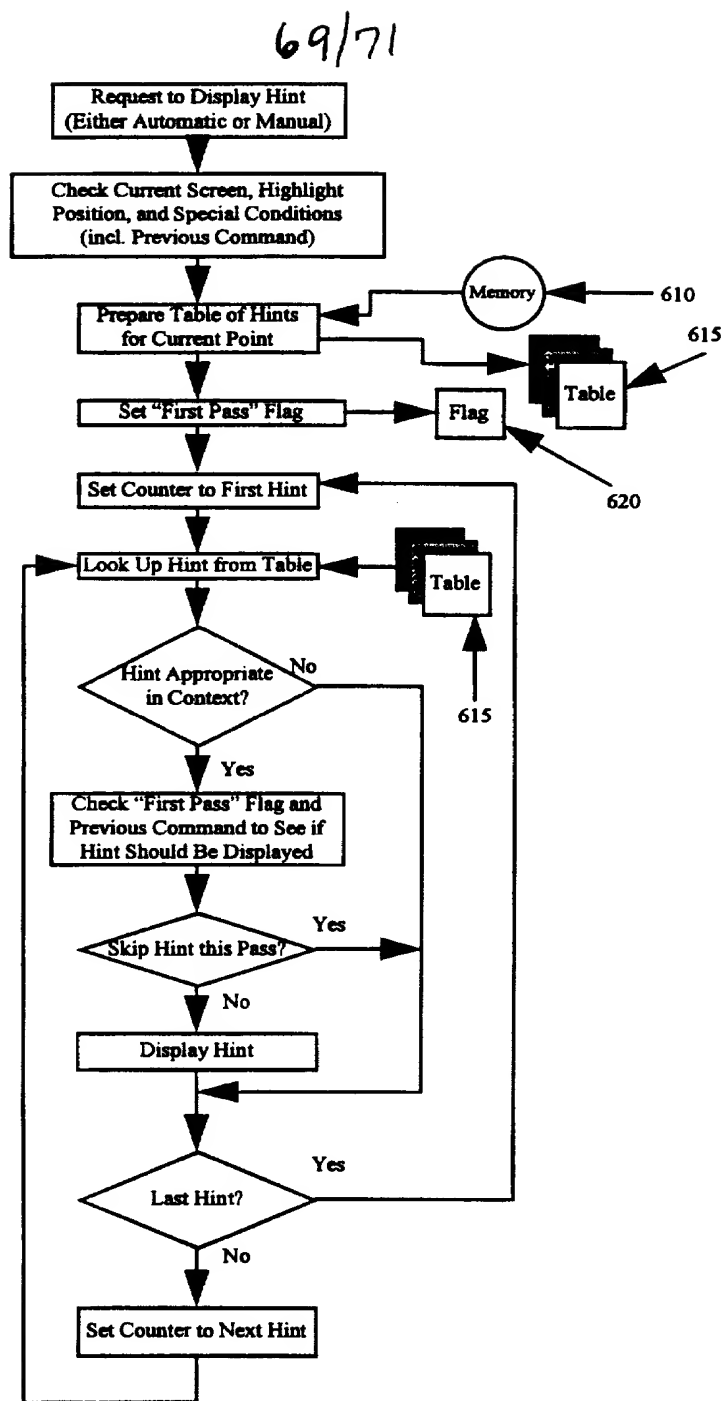 69/71
Request to Display Hint
(Either Automatic or Manual)
Check Current Screen, Highlight
Position, and Special Conditions
(incl. Previous Command)
Memory
610
Prepare Table of Hints
for Current Point
615
Table
Set "First Pass" Flag
Flag
620
Set Counter to First Hint
Look Up Hint from Table
Table
615
Hint Appropriate
in Context?
No
Yes
Check "First Pass" Flag and
Previous Command to See if
Hint Should Be Displayed
Skip Hint this Pass?
Yes
No
Display Hint
Last Hint?
Yes
No
Set Counter to Next Hint